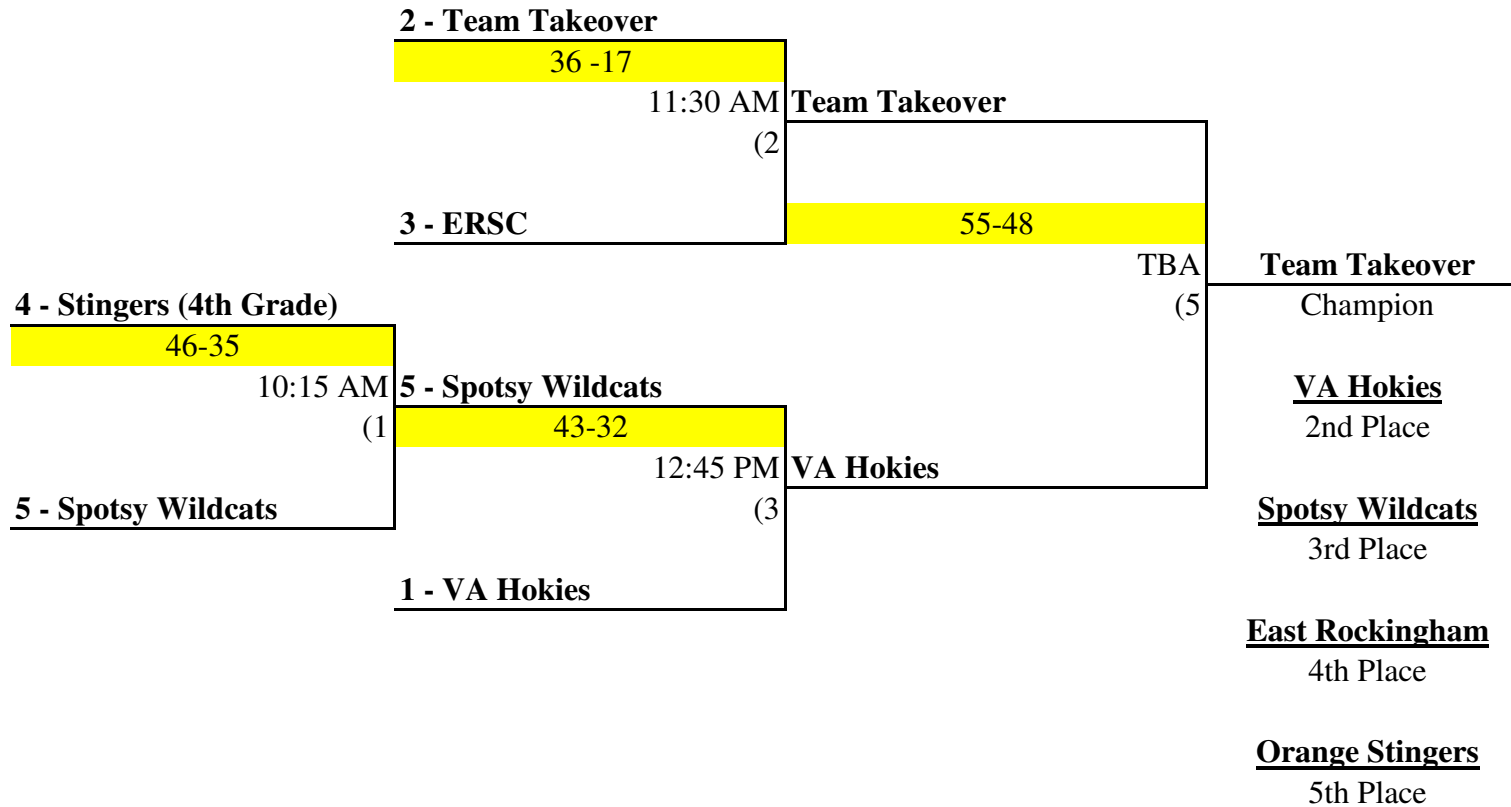 2 - Team Takeover
36 -17
11:30 AM Team Takeover
(2
3 - ERSC 55-48
TBA Team Takeover
4 - Stingers (4th Grade) (5 Champion
46-35
10:15 AM 5 - Spotsy Wildcats VA Hokies
(1 43-32 2nd Place
12:45 PM VA Hokies
5 - Spotsy Wildcats (3 Spotsy Wildcats
3rd Place
1 - VA Hokies
East Rockingham
4th Place
Orange Stingers
5th Place